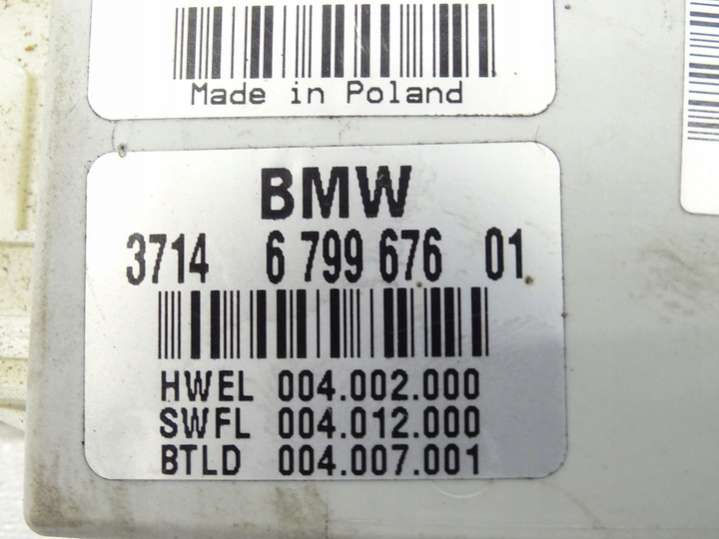 Made in Poland
BMW
3714 6 799 676 01
HWEL 004.002.000
SWFL 004.012.000
BTLD 004.007.001